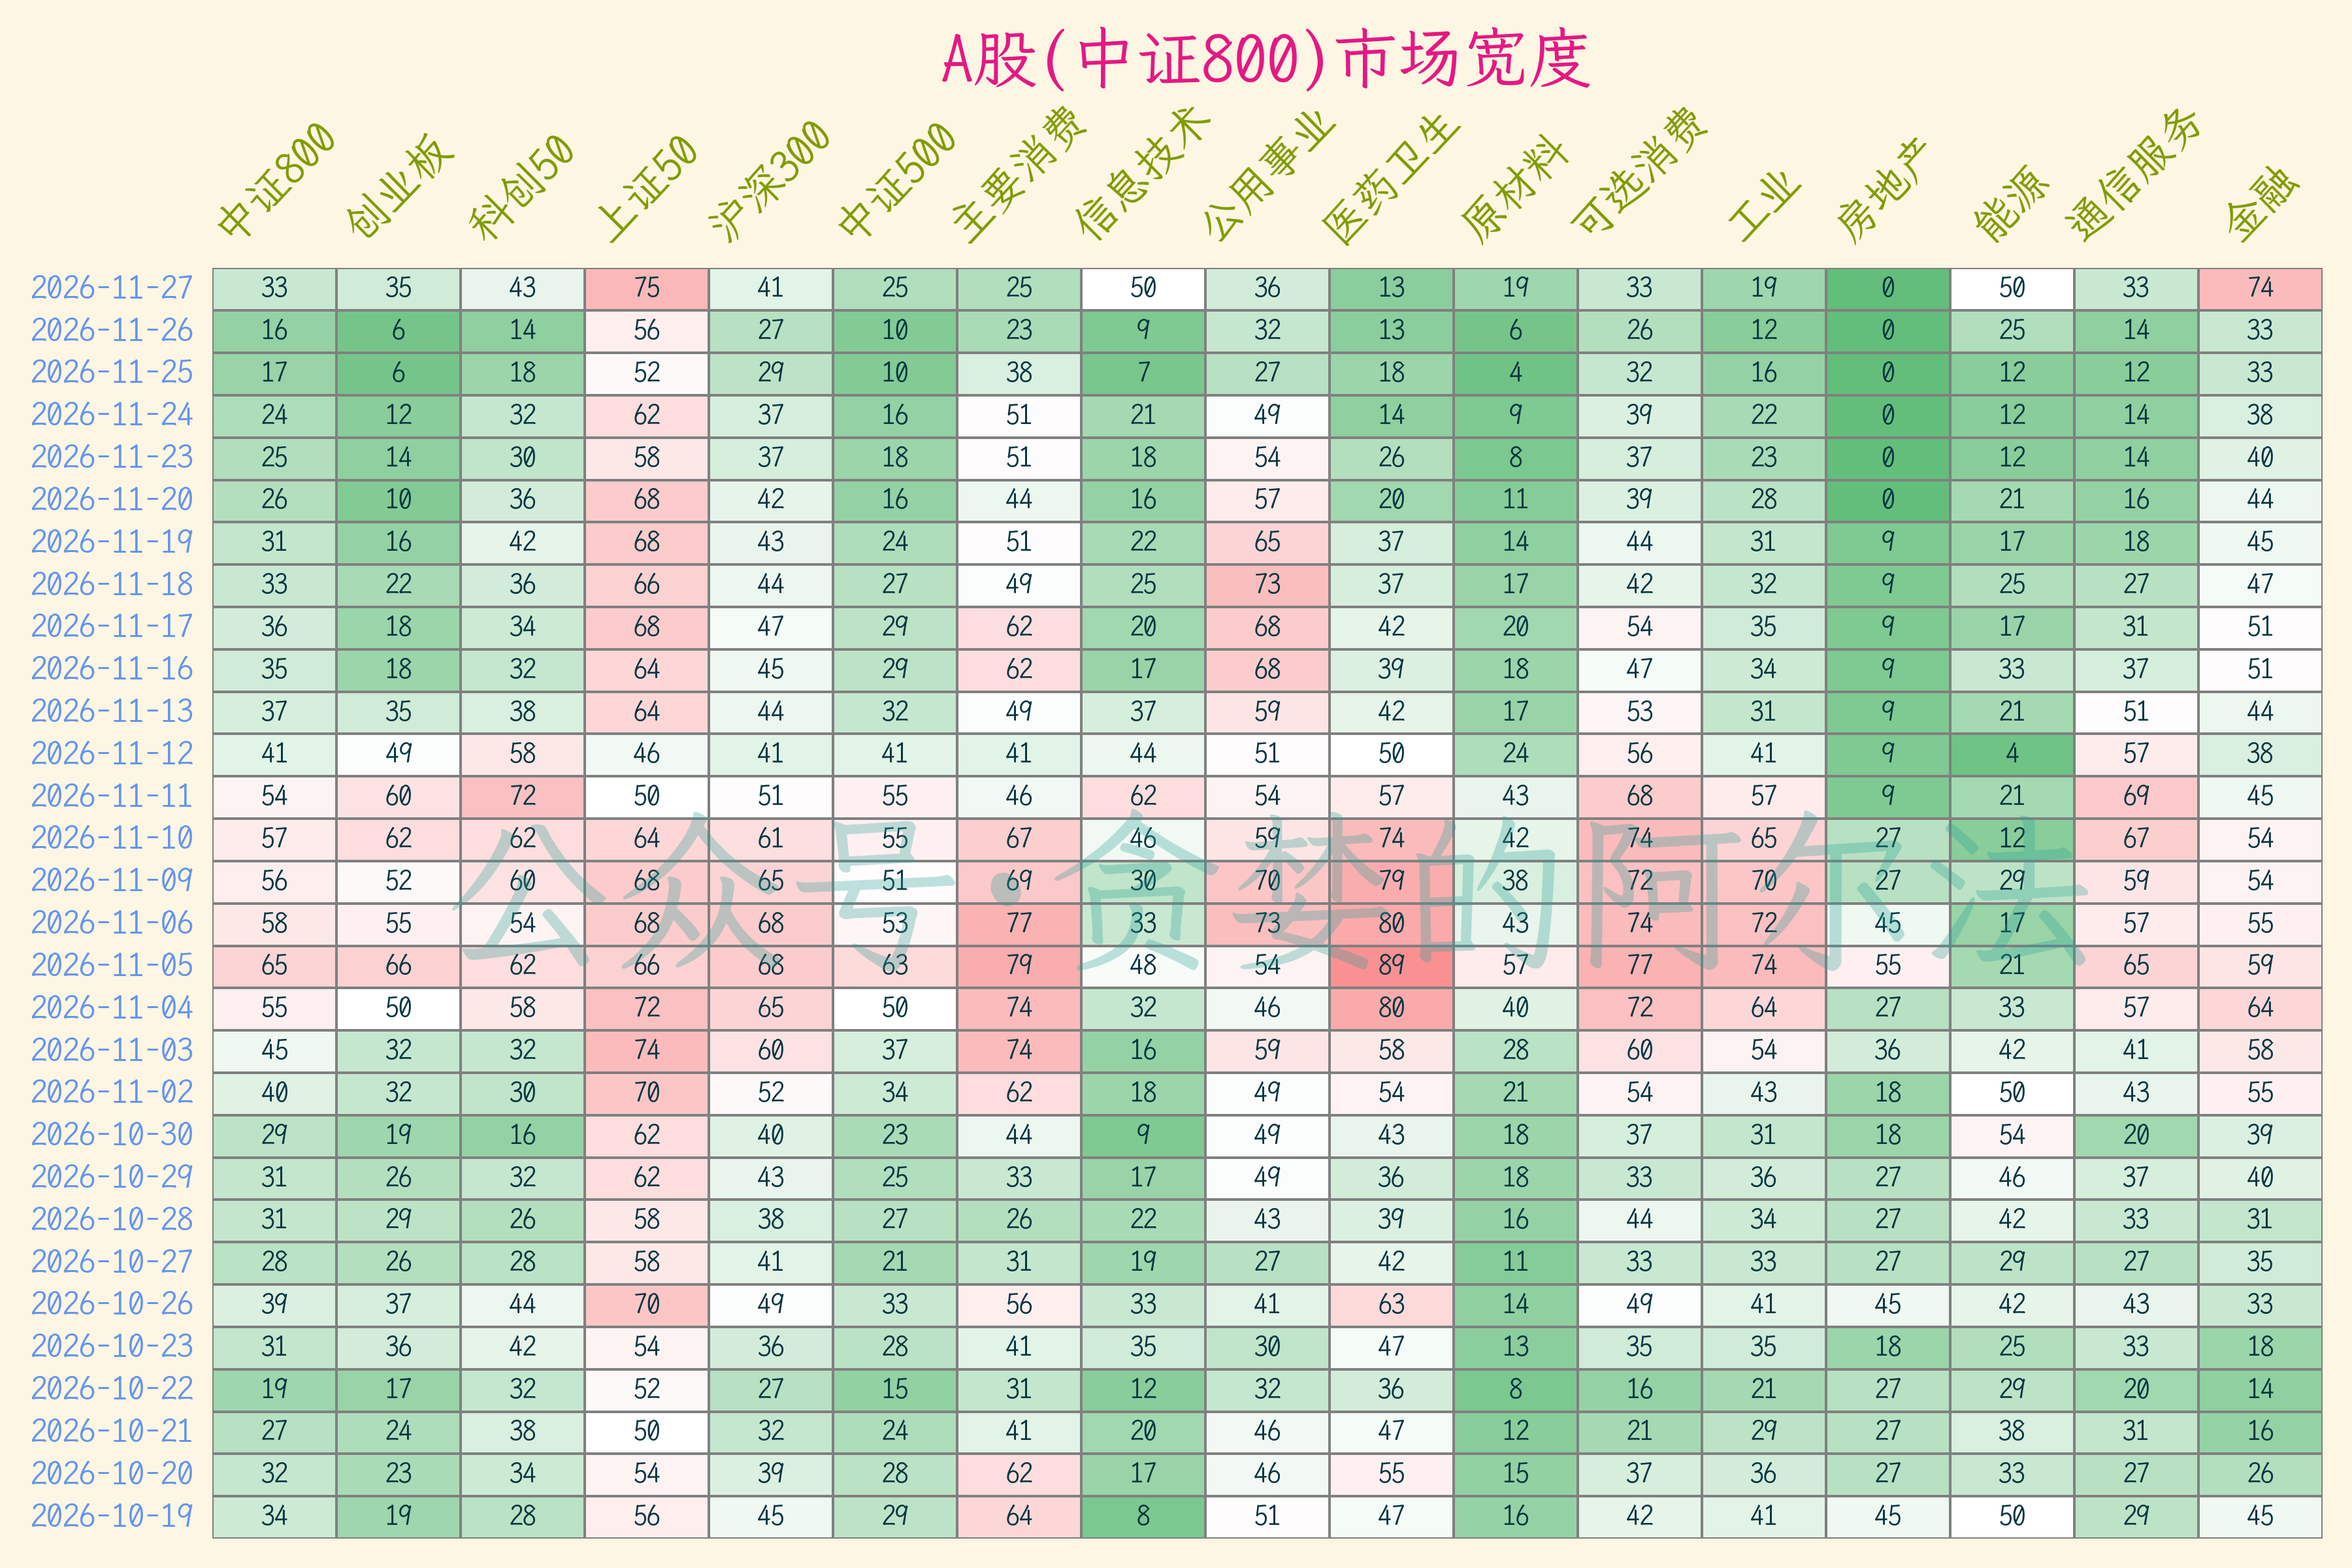 A股(中证800)市场宽度
中证800 创业板 科创50 上证50 沪深300 中证500 主要消费 信息技术 公用事业 医药卫生 原材料 可选消费 工业 房地产 能源 通信服务 金融
2026-11-27 33 35 43 75 41 25 25 50 36 13 19 33 19 0 50 33 74
2026-11-26 16 6 14 56 27 10 23 9 32 13 6 26 12 0 25 14 33
2026-11-25 17 6 18 52 29 10 38 7 27 18 4 32 16 0 12 12 33
2026-11-24 24 12 32 62 37 16 51 21 49 14 9 39 22 0 12 14 38
2026-11-23 25 14 30 58 37 18 51 18 54 26 8 37 23 0 12 14 40
2026-11-20 26 10 36 68 42 16 44 16 57 20 11 39 28 0 21 16 44
2026-11-19 31 16 42 68 43 24 51 22 65 37 14 44 31 9 17 18 45
2026-11-18 33 22 36 66 44 27 49 25 73 37 17 42 32 9 25 27 47
2026-11-17 36 18 34 68 47 29 62 20 68 42 20 54 35 9 17 31 51
2026-11-16 35 18 32 64 45 29 62 17 68 39 18 47 34 9 33 37 51
2026-11-13 37 35 38 64 44 32 49 37 59 42 17 53 31 9 21 51 44
2026-11-12 41 49 58 46 41 41 41 44 51 50 24 56 41 9 4 57 38
2026-11-11 54 60 72 50 51 55 46 62 54 57 43 68 57 9 21 69 45
2026-11-10 57 62 62 64 61 55 67 46 59 74 42 74 65 27 12 67 54
2026-11-09 56 52 60 68 65 51 69 30 70 79 38 72 70 27 29 59 54
2026-11-06 58 55 54 68 68 53 77 33 73 80 43 74 72 45 17 57 55
2026-11-05 65 66 62 66 68 63 79 48 54 89 57 77 74 55 21 65 59
2026-11-04 55 50 58 72 65 50 74 32 46 80 40 72 64 27 33 57 64
2026-11-03 45 32 32 74 60 37 74 16 59 58 28 60 54 36 42 41 58
2026-11-02 40 32 30 70 52 34 62 18 49 54 21 54 43 18 50 43 55
2026-10-30 29 19 16 62 40 23 44 9 49 43 18 37 31 18 54 20 39
2026-10-29 31 26 32 62 43 25 33 17 49 36 18 33 36 27 46 37 40
2026-10-28 31 29 26 58 38 27 26 22 43 39 16 44 34 27 42 33 31
2026-10-27 28 26 28 58 41 21 31 19 27 42 11 33 33 27 29 27 35
2026-10-26 39 37 44 70 49 33 56 33 41 63 14 49 41 45 42 43 33
2026-10-23 31 36 42 54 36 28 41 35 30 47 13 35 35 18 25 33 18
2026-10-22 19 17 32 52 27 15 31 12 32 36 8 16 21 27 29 20 14
2026-10-21 27 24 38 50 32 24 41 20 46 47 12 21 29 27 38 31 16
2026-10-20 32 23 34 54 39 28 62 17 46 55 15 37 36 27 33 27 26
2026-10-19 34 19 28 56 45 29 64 8 51 47 16 42 41 45 50 29 45
公众号·贪婪的阿尔法